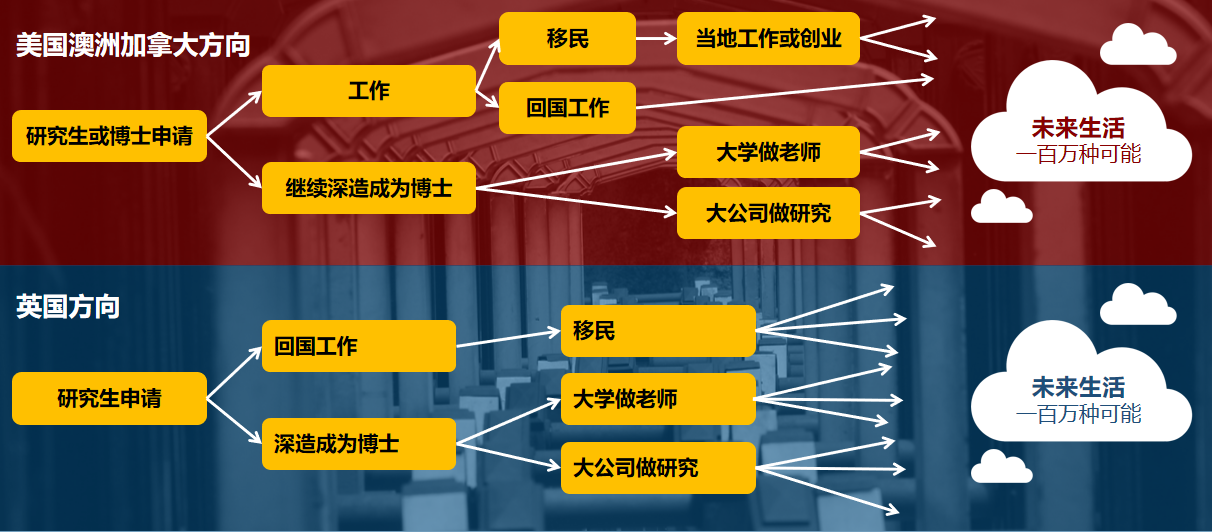 美国澳洲加拿大方向
研究生或博士申请
工作
继续深造成为博士
移民
回国工作
当地工作或创业
大学做老师
大公司做研究
未来生活
一百万种可能
英国方向
研究生申请
回国工作
深造成为博士
移民
大学做老师
大公司做研究
未来生活
一百万种可能